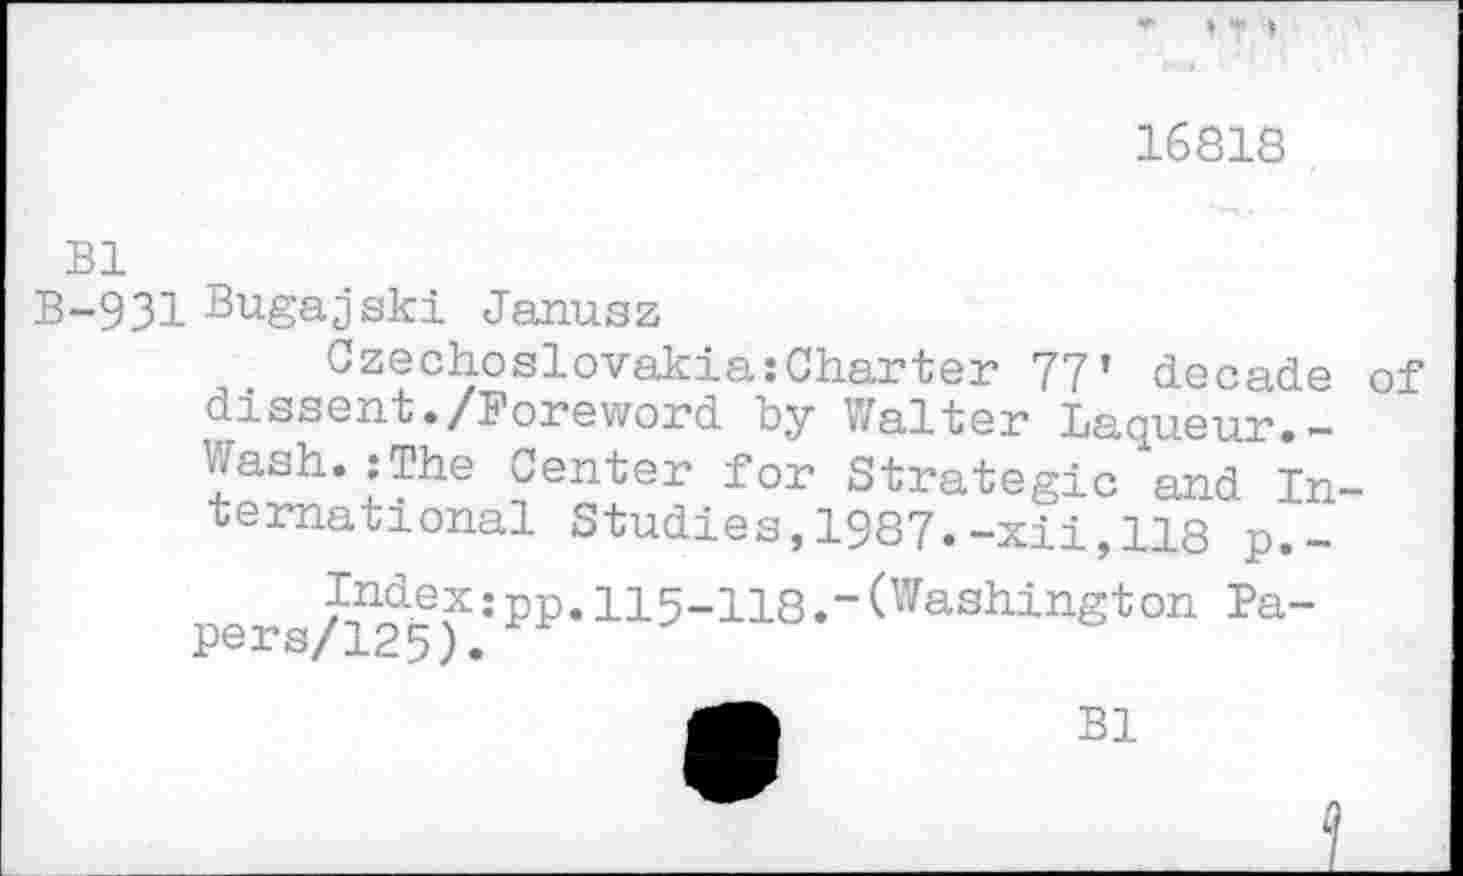 16818
B1
B-931 Bugajski Janusz
Czechoslovakia:Charter 77' decade of
dissent./Foreword by Walter Laqueur.-
Wash.:The Center for Strategic and In-
ternational Studies,1987.-xii,118 p.-
Index:pp.115-118.-(Washington Pa-
pers/125).
B1